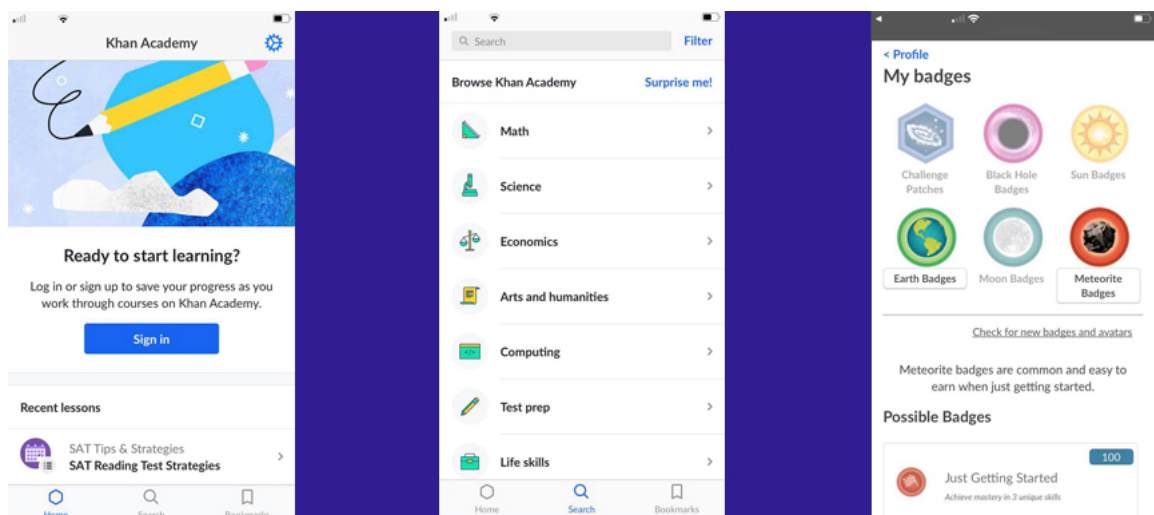 Khan Academy
Ready to start learning?
Log in or sign up to save your progress as you
work through courses on Khan Academy.
Sign in
Recent lessons
SAT Tips & Strategies
SAT Reading Test Strategies
Home
Search
Bookmarks
Search
Filter
Browse Khan Academy
Surprise me!
Math
Science
Economics
Arts and humanities
Computing
Test prep
Life skills
Home
Search
Bookmarks
< Profile
My badges
Challenge
Patches
Black Hole
Badges
Sun Badges
Earth Badges
Moon Badges
Meteorite
Badges
Check for new badges and avatars
Meteorite badges are common and easy to
earn when just getting started.
Possible Badges
100
Just Getting Started
Achieve mastery in 3 unique skills